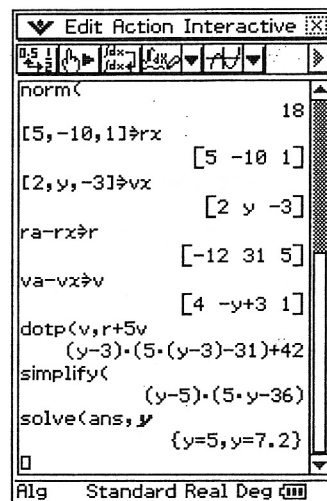 Edit Action Interactive
norm(
18
[5,-10,1]⇒rx
[5 -10 1]
[2,y,-3]⇒vx
[2 y -3]
ra-rx⇒r
[-12 31 5]
va-vx⇒v
[4 -y+3 1]
dotp(v,r+5v
(y-3)·(5·(y-3)-31)+42
simplify(
(y-5)·(5·y-36)
solve(ans,y
{y=5,y=7.2}
Alg Standard Real Deg